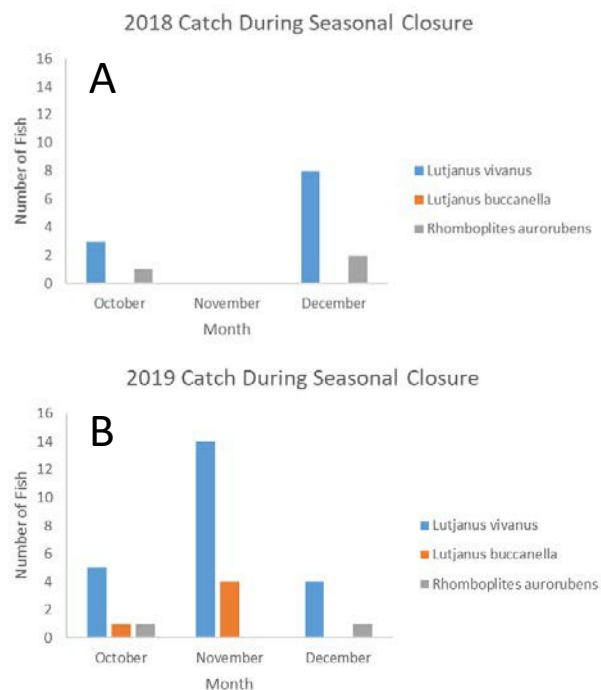 2018 Catch During Seasonal Closure
A
Number of Fish
16
14
12
10
8
6
4
2
0
October November December
Month
Lutjanus vivanus
Lutjanus buccanella
Rhomboplites aurorubens
2019 Catch During Seasonal Closure
B
Number of Fish
16
14
12
10
8
6
4
2
0
October November December
Month
Lutjanus vivanus
Lutjanus buccanella
Rhomboplites aurorubens